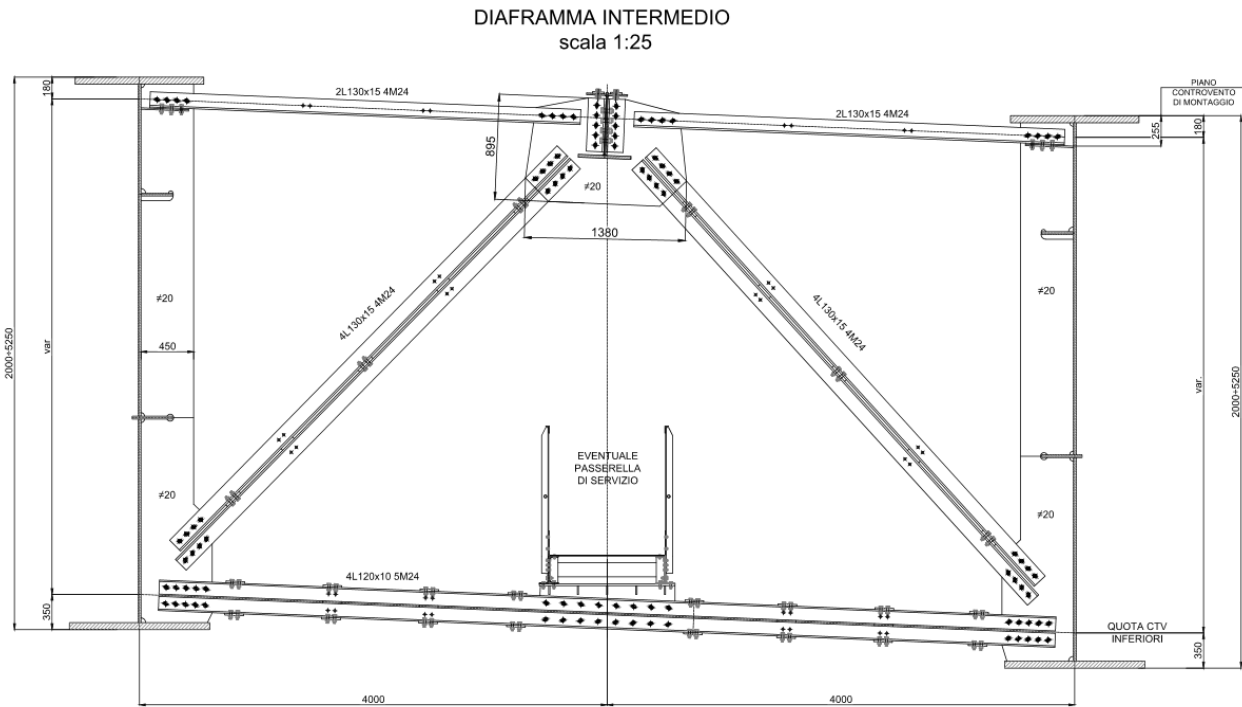 DIAFRAMMA INTERMEDIO
scala 1:25
180
2L130x15 4M24
895
2L130x15 4M24
PIANO
CONTROVENTO
DI MONTAGGIO
255
180
≠20
1380
2000÷5250
var
≠20
450
4L130x15 4M24
4L130x15 4M24
≠20
var.
2000÷5250
EVENTUALE
PASSERELLA
DI SERVIZIO
≠20
≠20
4L120x10 5M24
350
QUOTA CTV
INFERIORI
350
4000
4000